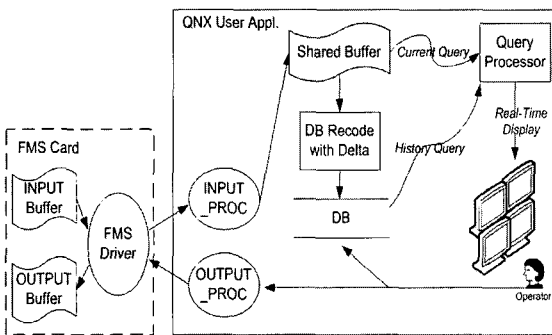 QNX User Appl.
Shared Buffer
Current Query
Query
Processor
Real-Time
Display
DB Recode
with Delta
History Query
DB
FMS Card
INPUT
Buffer
FMS
Driver
OUTPUT
Buffer
INPUT
_PROC
OUTPUT
_PROC
Operator